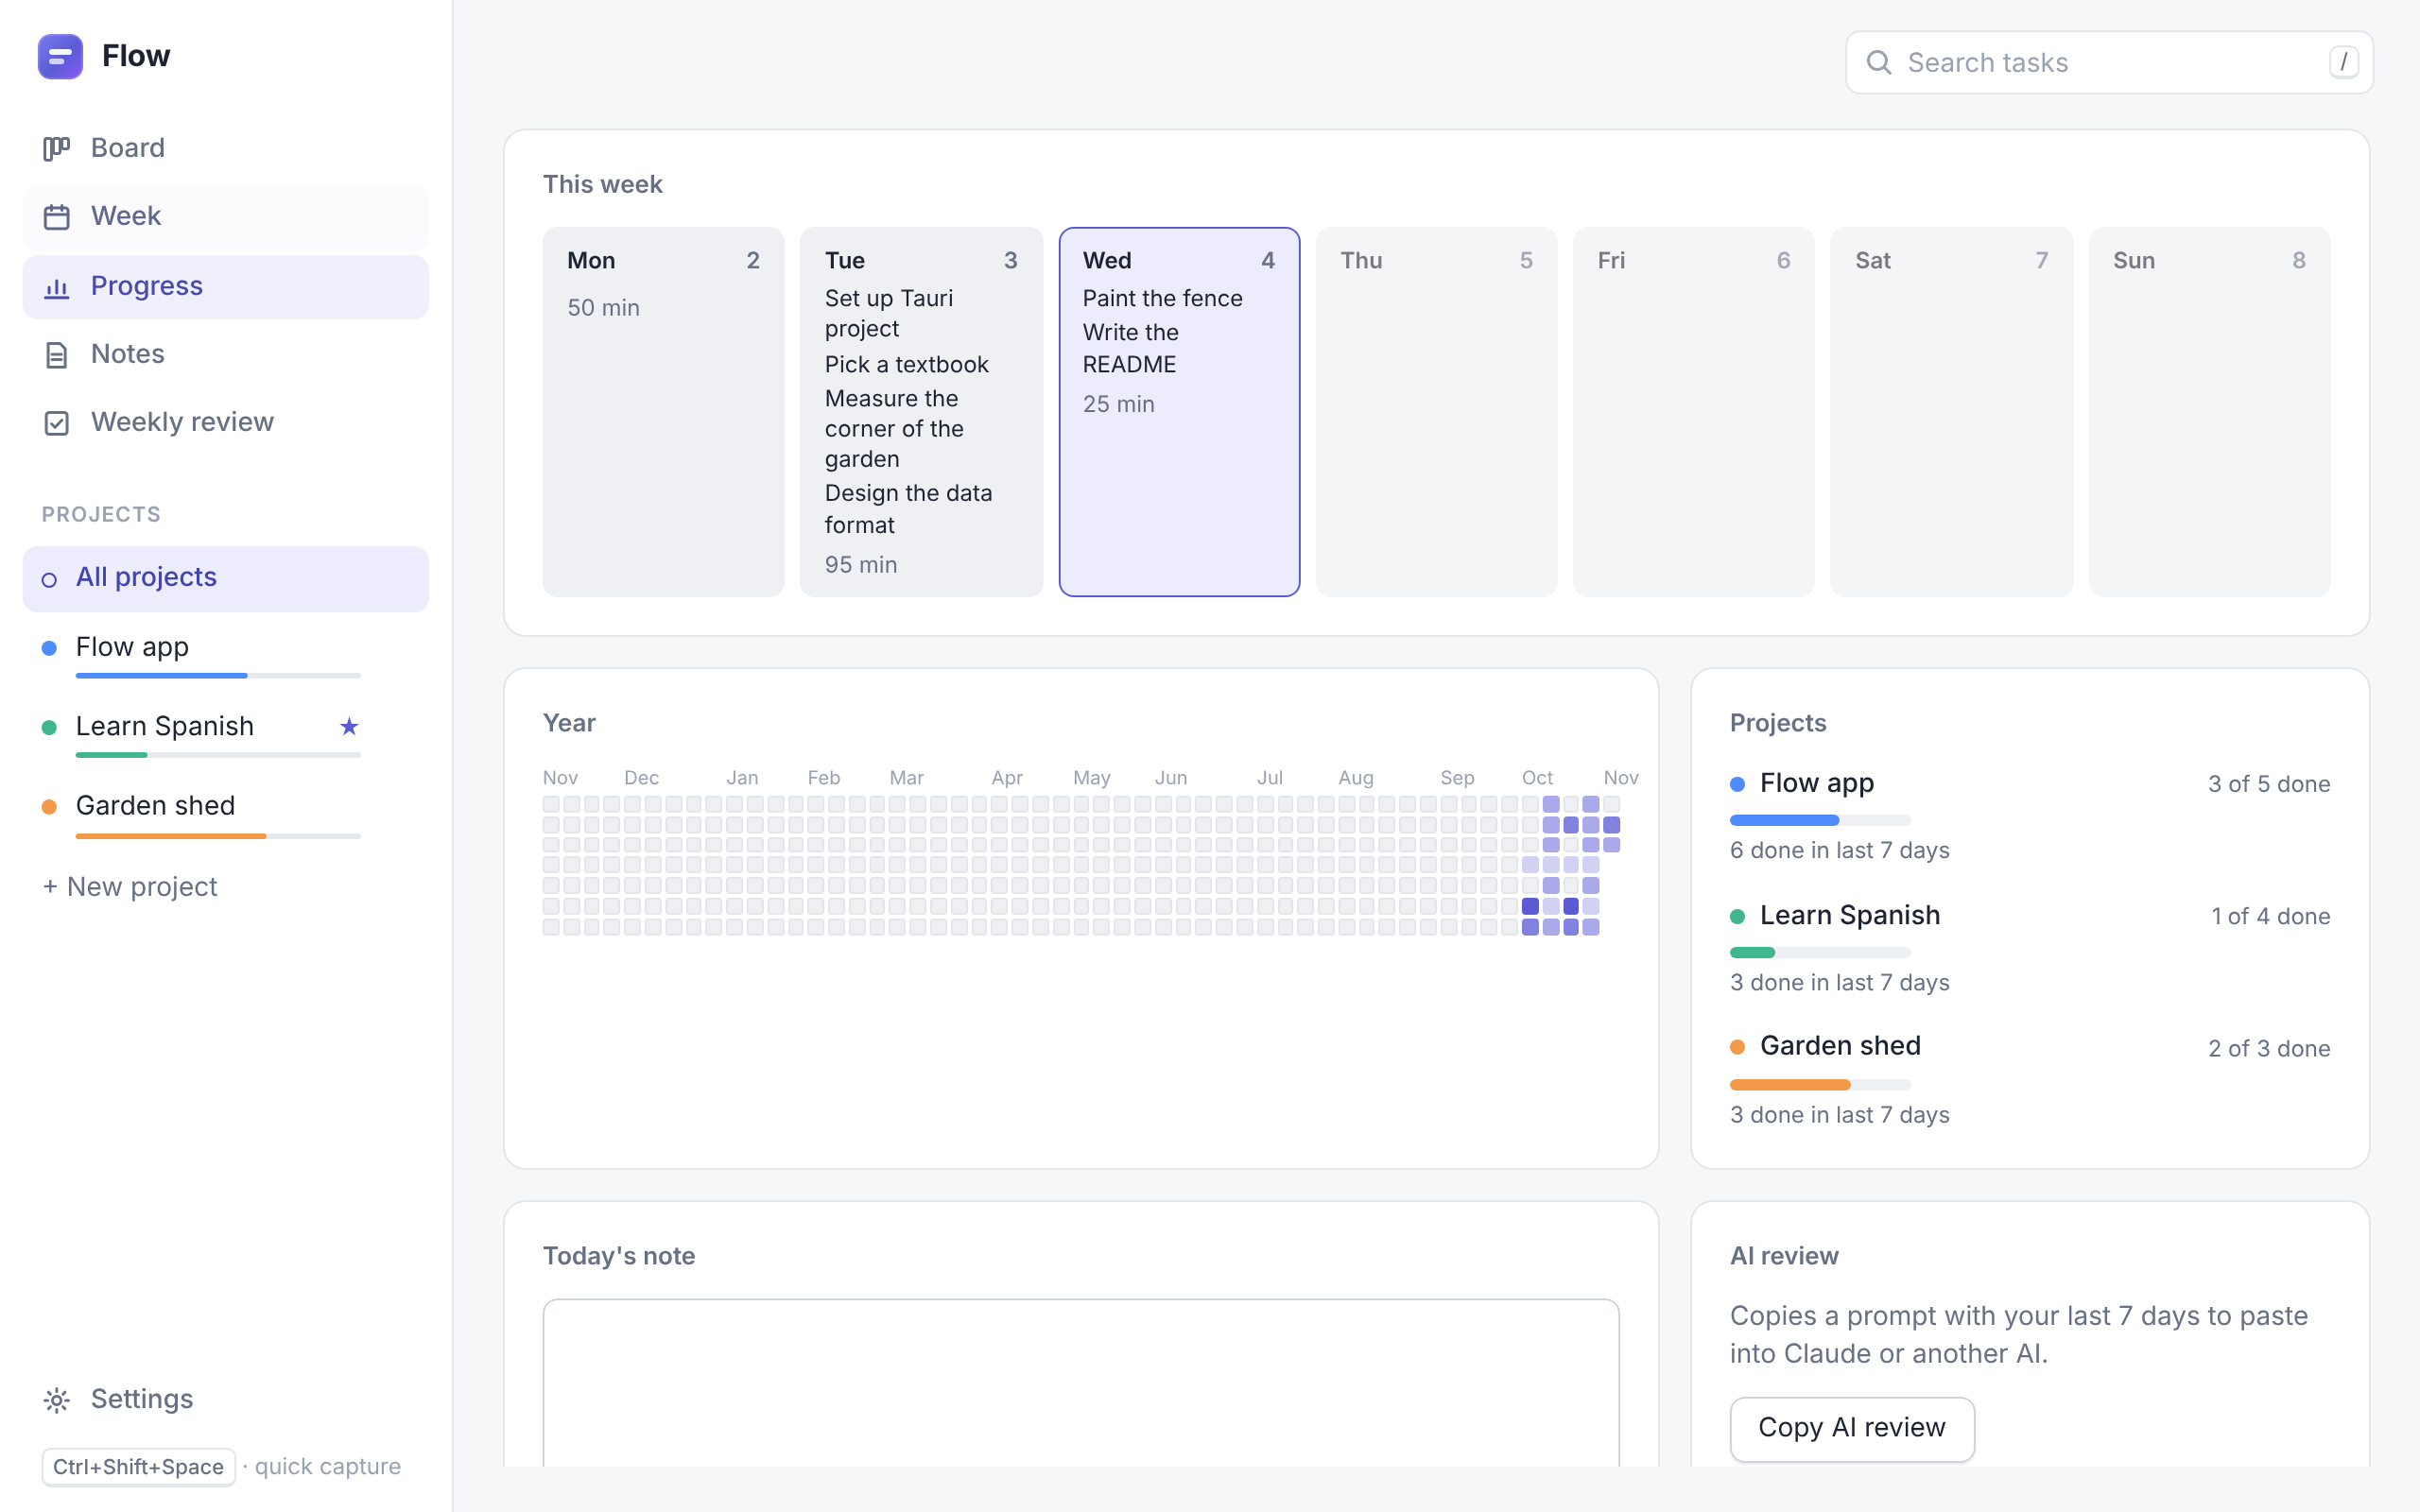 Flow
Search tasks
/
Board
Week
Progress
Notes
Weekly review
PROJECTS
All projects
Flow app
Learn Spanish
Garden shed
+ New project
Settings
Ctrl+Shift+Space · quick capture
This week
Mon 2
50 min
Tue 3
Set up Tauri
project
Pick a textbook
Measure the
corner of the
garden
Design the data
format
95 min
Wed 4
Paint the fence
Write the
README
25 min
Thu 5
Fri 6
Sat 7
Sun 8
Year
Nov Dec Jan Feb Mar Apr May Jun Jul Aug Sep Oct Nov
Projects
Flow app 3 of 5 done
6 done in last 7 days
Learn Spanish 1 of 4 done
3 done in last 7 days
Garden shed 2 of 3 done
3 done in last 7 days
Today's note
AI review
Copies a prompt with your last 7 days to paste
into Claude or another AI.
Copy AI review